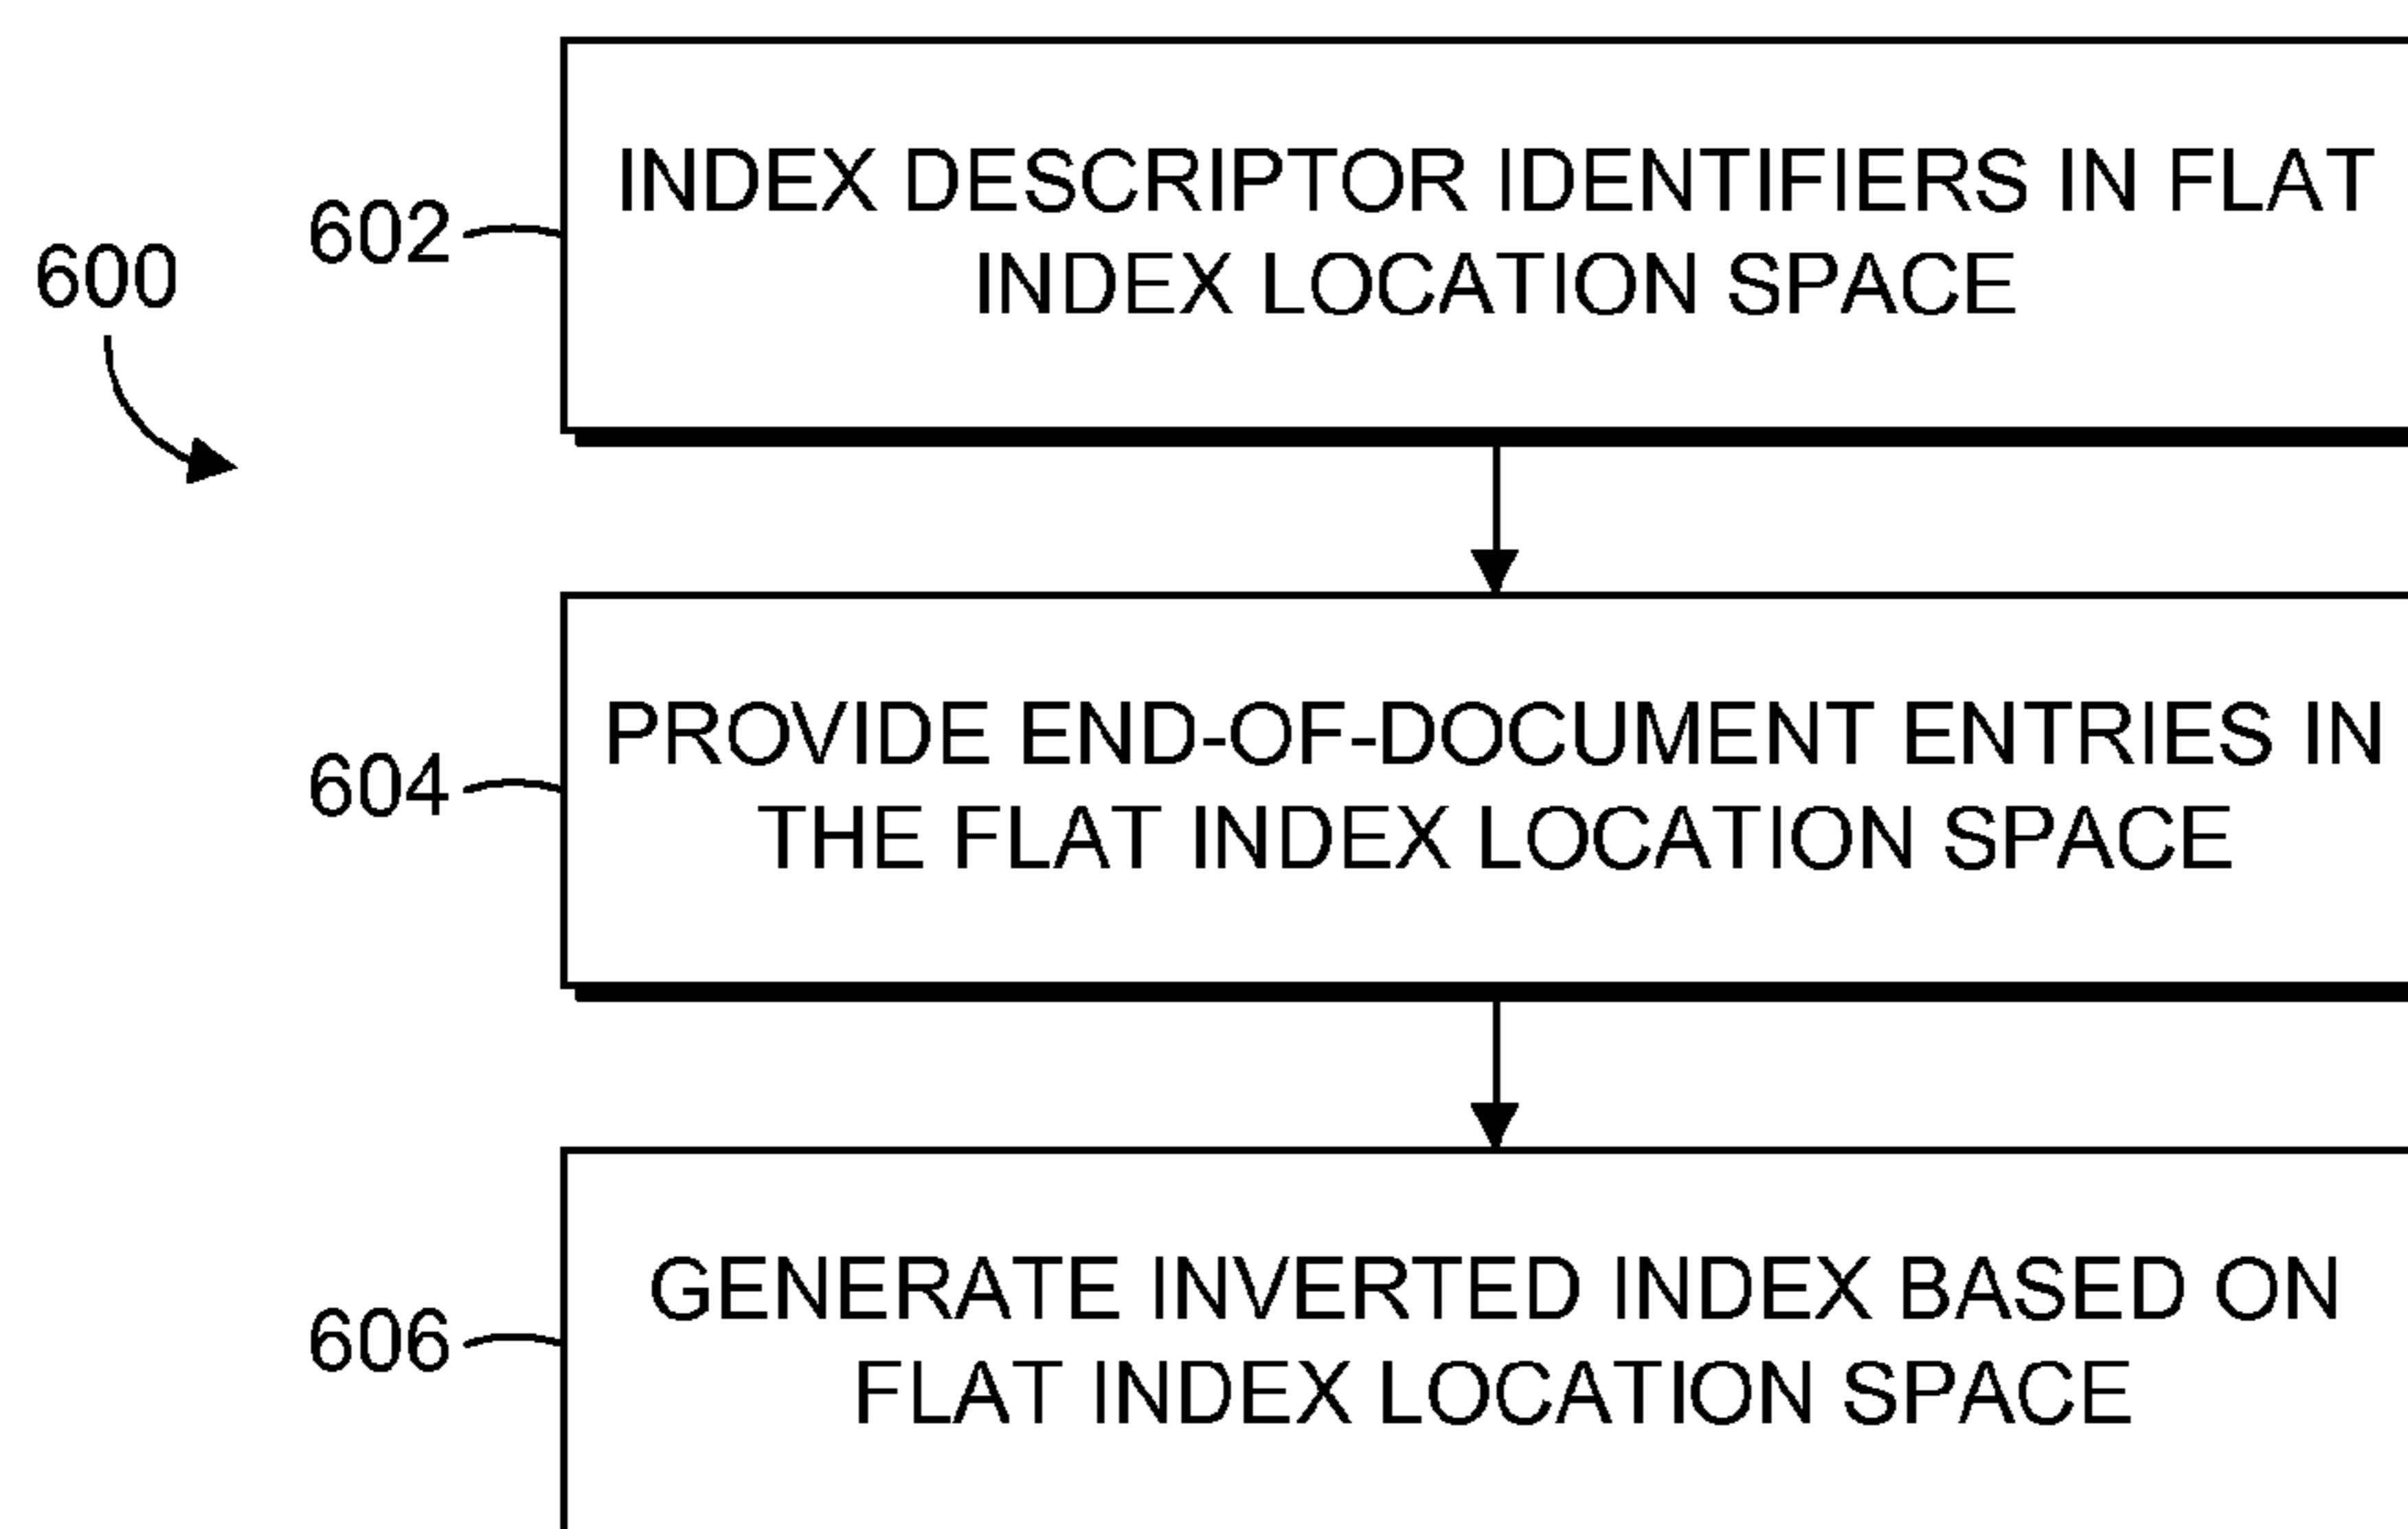 602
INDEX DESCRIPTOR IDENTIFIERS IN FLAT
INDEX LOCATION SPACE
600
604
PROVIDE END-OF-DOCUMENT ENTRIES IN
THE FLAT INDEX LOCATION SPACE
606
GENERATE INVERTED INDEX BASED ON
FLAT INDEX LOCATION SPACE